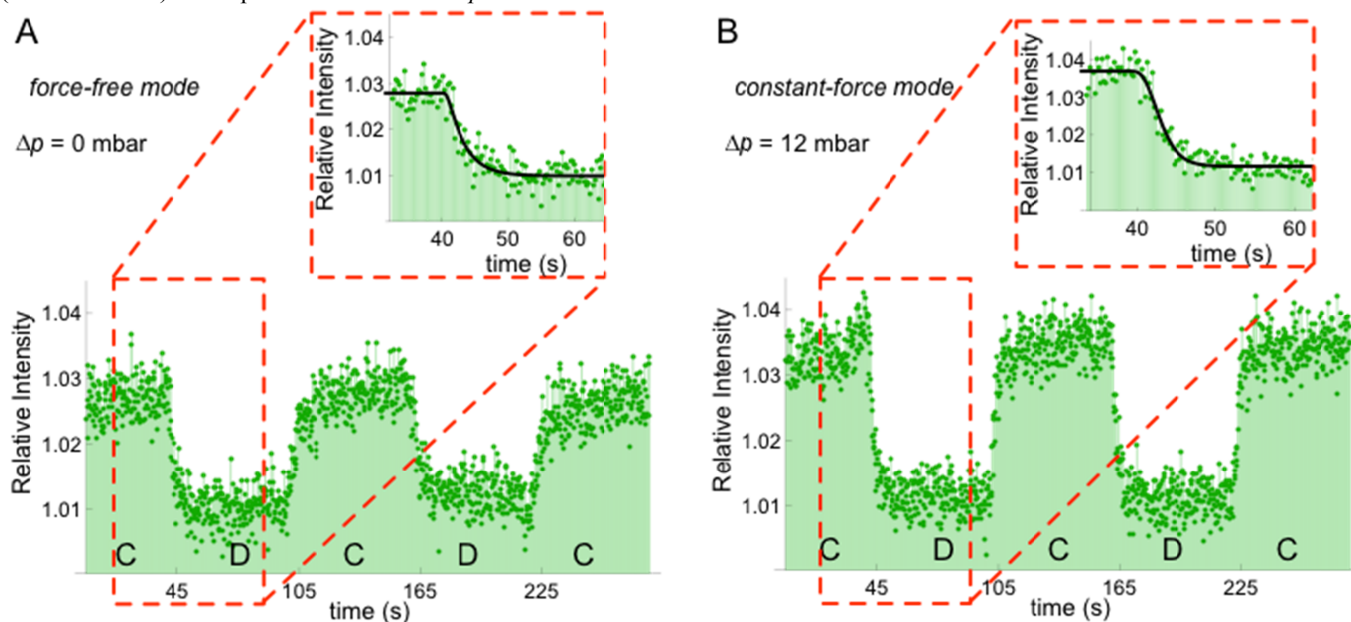 A
force-free mode
Δp = 0 mbar
Relative Intensity
1.04
1.03
1.02
1.01
40 50 60
time (s)
Relative Intensity
1.04
1.03
1.02
1.01
C D C D C
45 105 165 225
time (s)
B
constant-force mode
Δp = 12 mbar
Relative Intensity
1.04
1.03
1.02
1.01
40 50 60
time (s)
Relative Intensity
1.04
1.03
1.02
1.01
C D C D C
45 105 165 225
time (s)